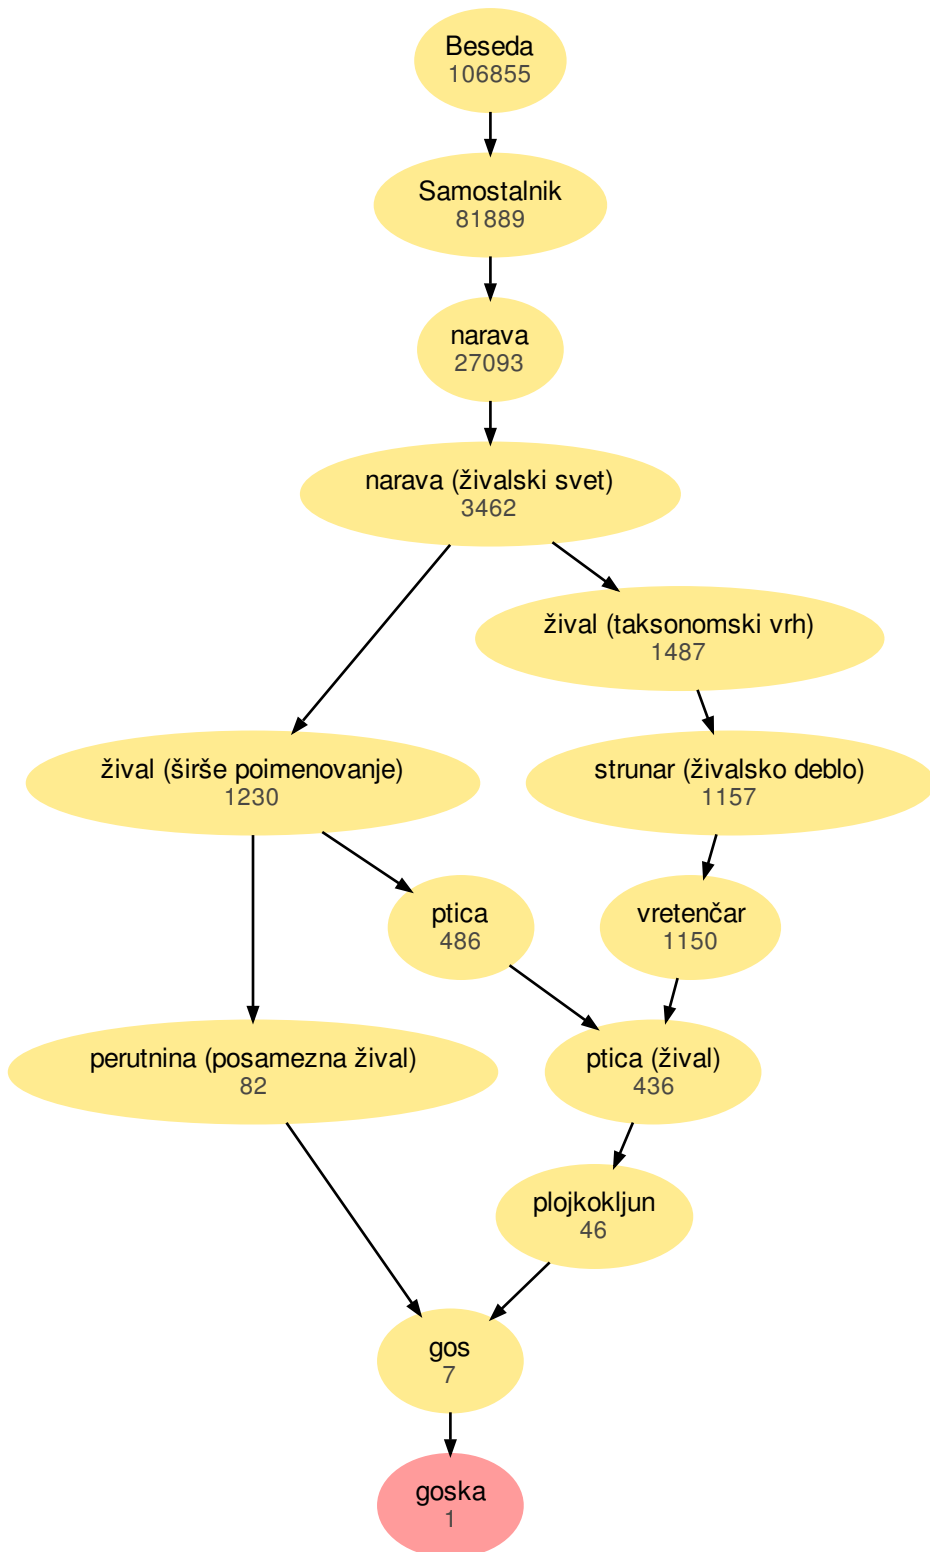 Beseda
106855
Samostalnik
81889
narava
27093
narava (živalski svet)
3462
žival (taksonomski vrh)
1487
žival (širše poimenovanje)
1230
strunar (živalsko deblo)
1157
ptica
486
vretenčar
1150
perutnina (posamezna žival)
82
ptica (žival)
436
plojkokljun
46
gos
7
goska
1